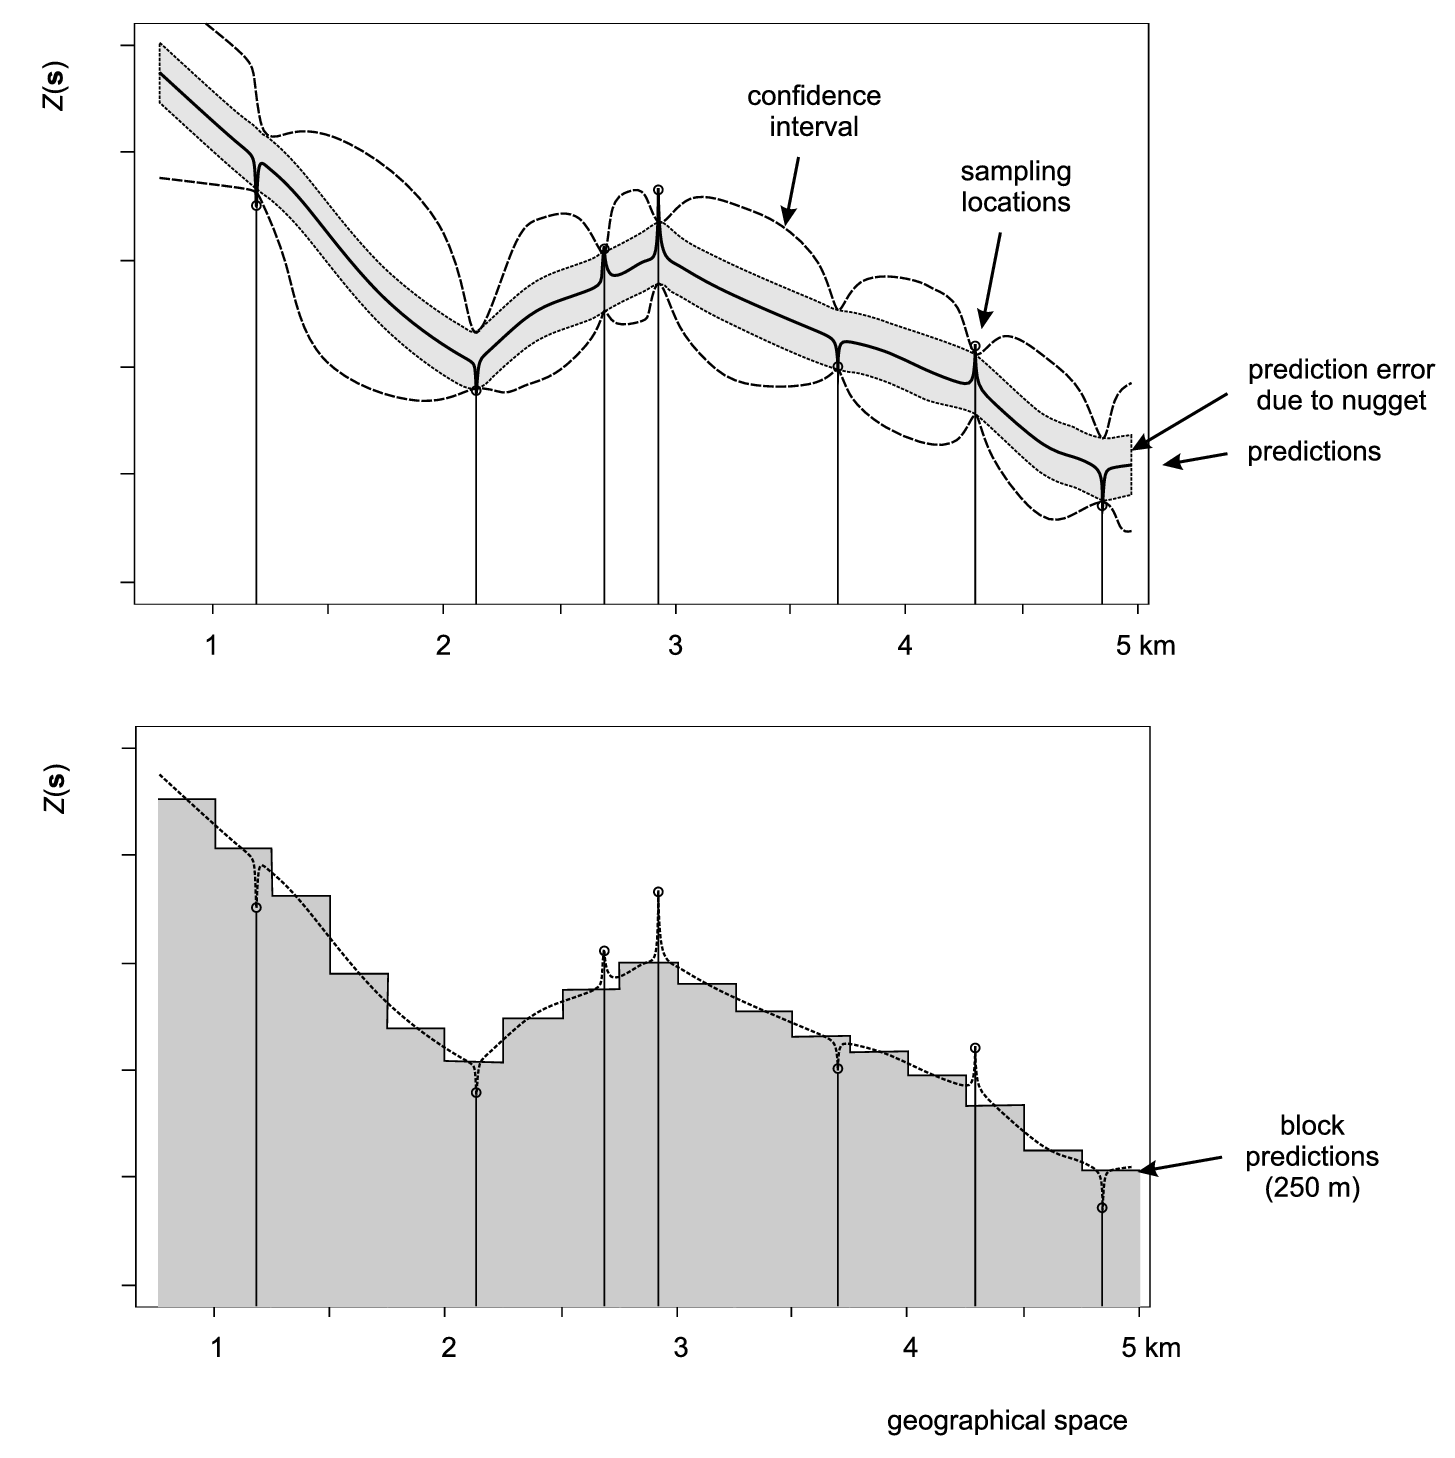 Z(s)
confidence
interval
sampling
locations
prediction error
due to nugget
predictions
1 2 3 4 5 km
Z(s)
block
predictions
(250 m)
1 2 3 4 5 km
geographical space